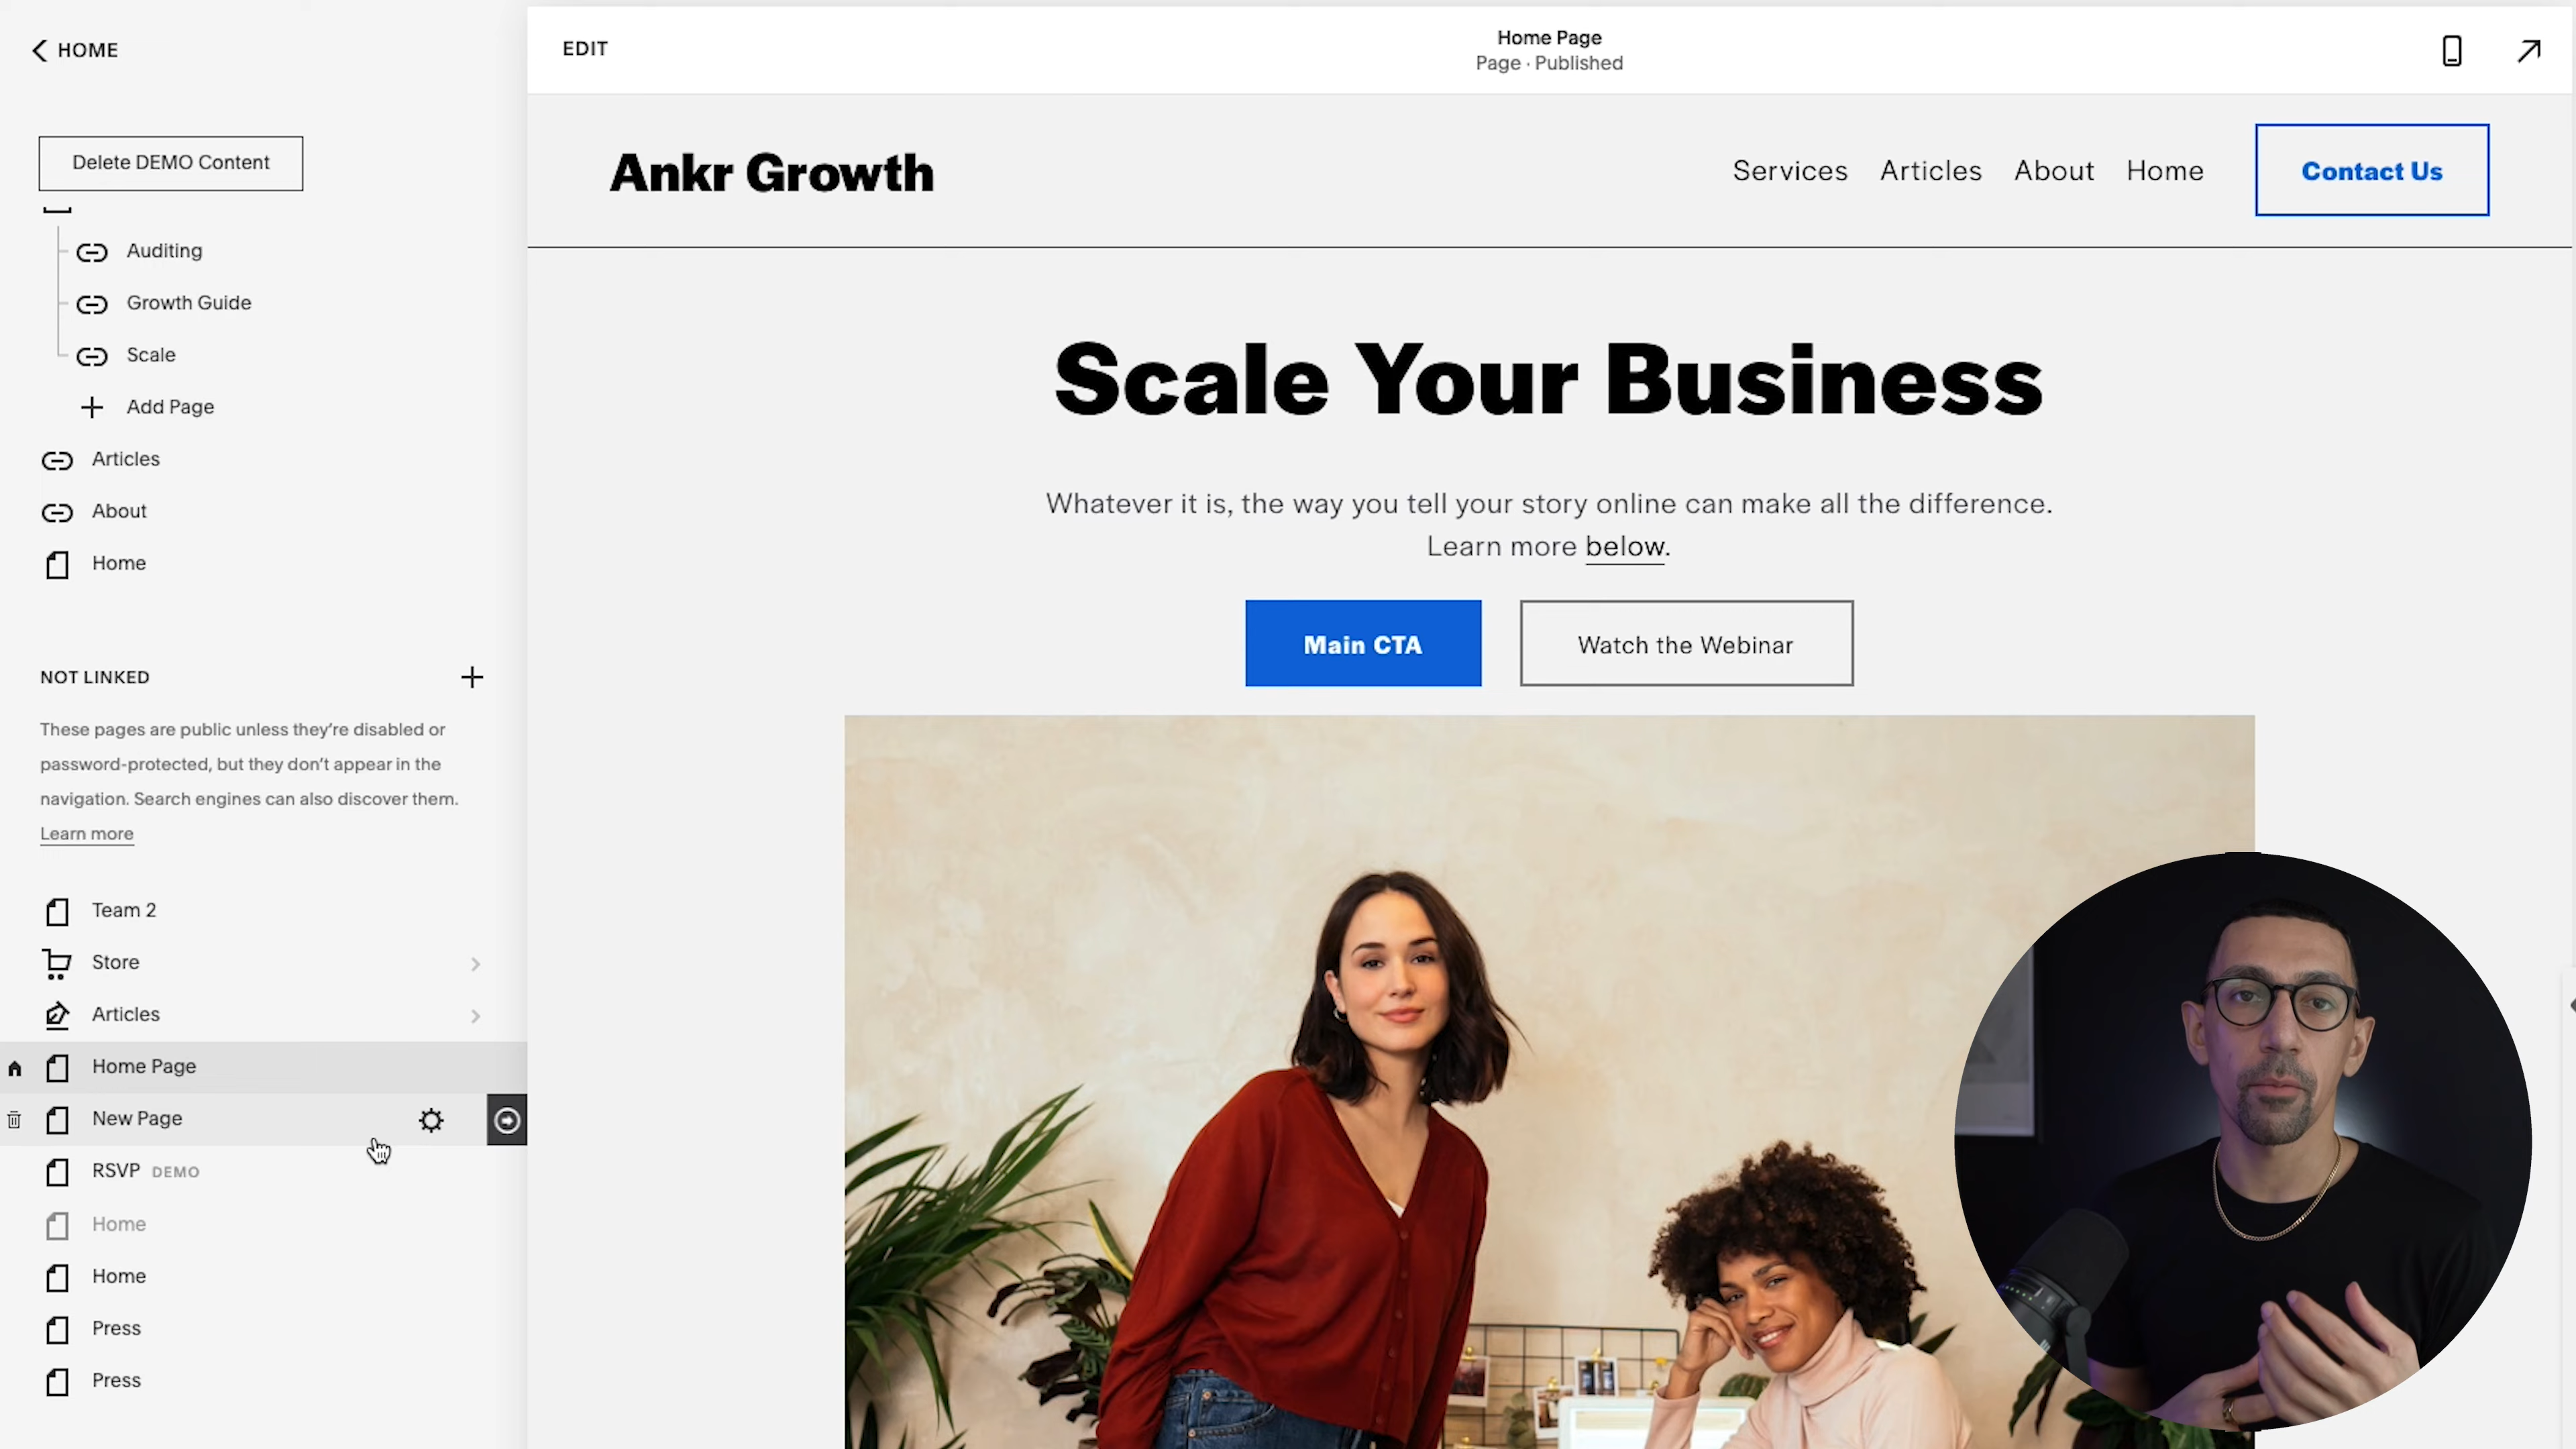 HOME
Delete DEMO Content
Auditing
Growth Guide
Scale
Add Page
Articles
About
Home
NOT LINKED
These pages are public unless they're disabled or
password-protected, but they don't appear in the
navigation. Search engines can also discover them.
Learn more
Team 2
Store
Articles
Home Page
New Page
RSVP DEMO
Home
Home
Press
Press
EDIT
Home Page
Page · Published
Ankr Growth
Services Articles About Home Contact Us
Scale Your Business
Whatever it is, the way you tell your story online can make all the difference.
Learn more below.
Main CTA Watch the Webinar